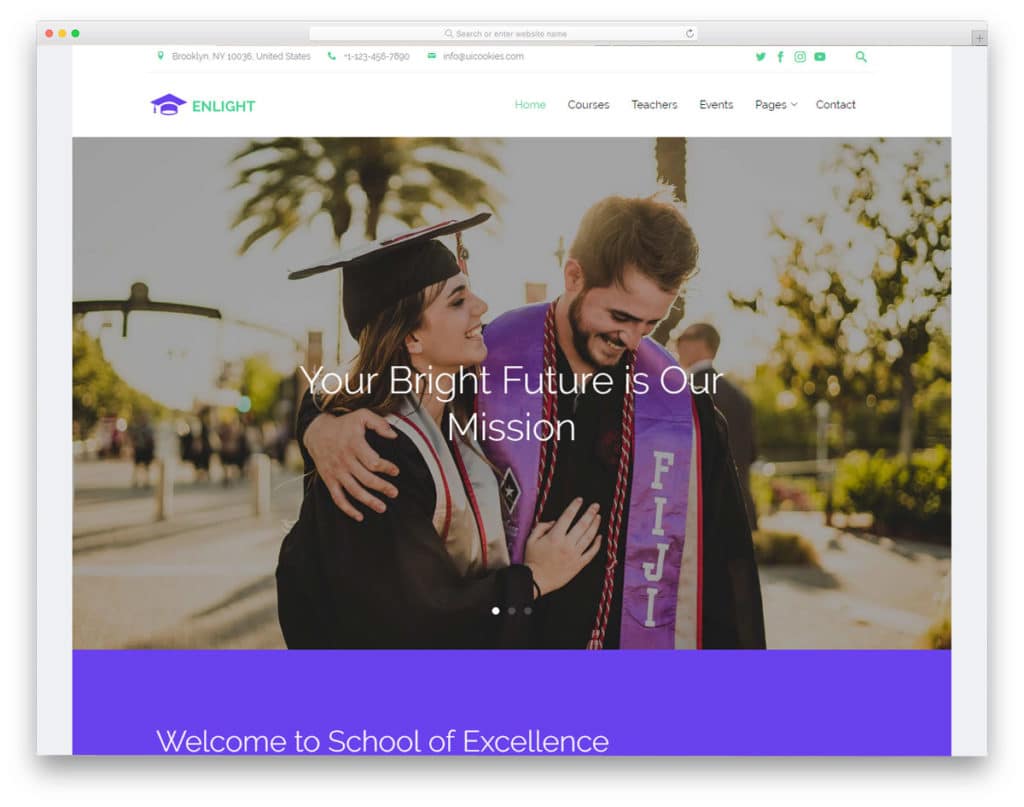 Search or enter website name
Brooklyn, NY 10036, United States +1-123-456-7890 info@uicookies.com
ENLIGHT Home Courses Teachers Events Pages Contact
Your Bright Future is Our
Mission
FIJI
Welcome to School of Excellence